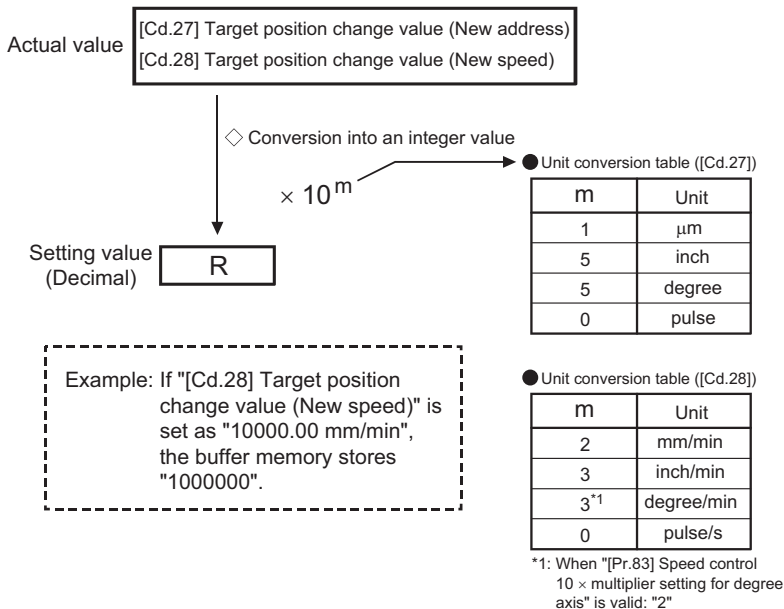 Actual value
[Cd.27] Target position change value (New address)
[Cd.28] Target position change value (New speed)
◇ Conversion into an integer value
× 10^m
Setting value
(Decimal)
R
● Unit conversion table ([Cd.27])
m Unit
1 μm
5 inch
5 degree
0 pulse
Example: If "[Cd.28] Target position
change value (New speed)" is
set as "10000.00 mm/min",
the buffer memory stores
"1000000".
● Unit conversion table ([Cd.28])
m Unit
2 mm/min
3 inch/min
3*1 degree/min
0 pulse/s
*1: When "[Pr.83] Speed control
10 × multiplier setting for degree
axis" is valid: "2"